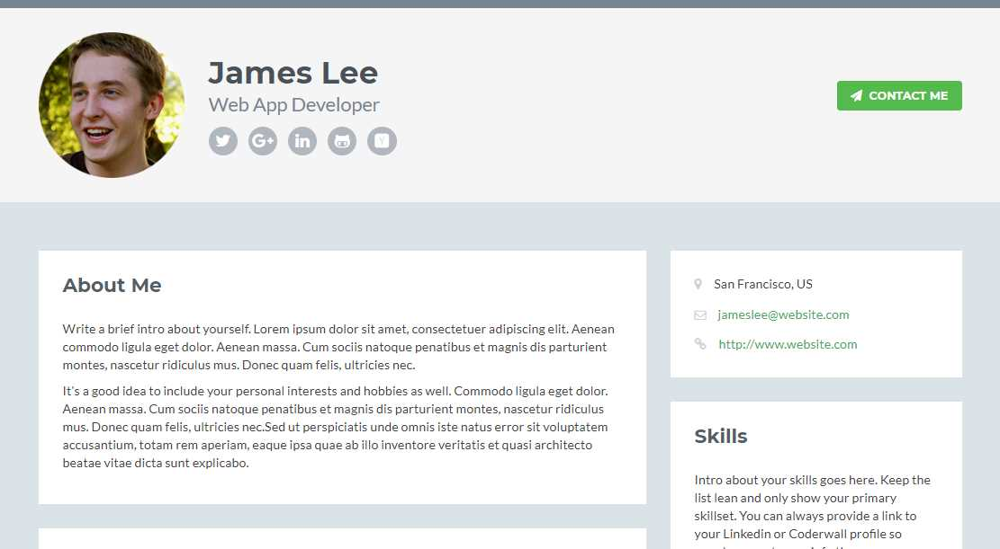 James Lee
Web App Developer
CONTACT ME
About Me
Write a brief intro about yourself. Lorem ipsum dolor sit amet, consectetuer adipiscing elit. Aenean
commodo ligula eget dolor. Aenean massa. Cum sociis natoque penatibus et magnis dis parturient
montes, nascetur ridiculus mus. Donec quam felis, ultricies nec.
It's a good idea to include your personal interests and hobbies as well. Commodo ligula eget dolor.
Aenean massa. Cum sociis natoque penatibus et magnis dis parturient montes, nascetur ridiculus
mus. Donec quam felis, ultricies nec.Sed ut perspiciatis unde omnis iste natus error sit voluptatem
accusantium, totam rem aperiam, eaque ipsa quae ab illo inventore veritatis et quasi architecto
beatae vitae dicta sunt explicabo.
San Francisco, US
jameslee@website.com
http://www.website.com
Skills
Intro about your skills goes here. Keep the
list lean and only show your primary
skillset. You can always provide a link to
your Linkedin or Coderwall profile so